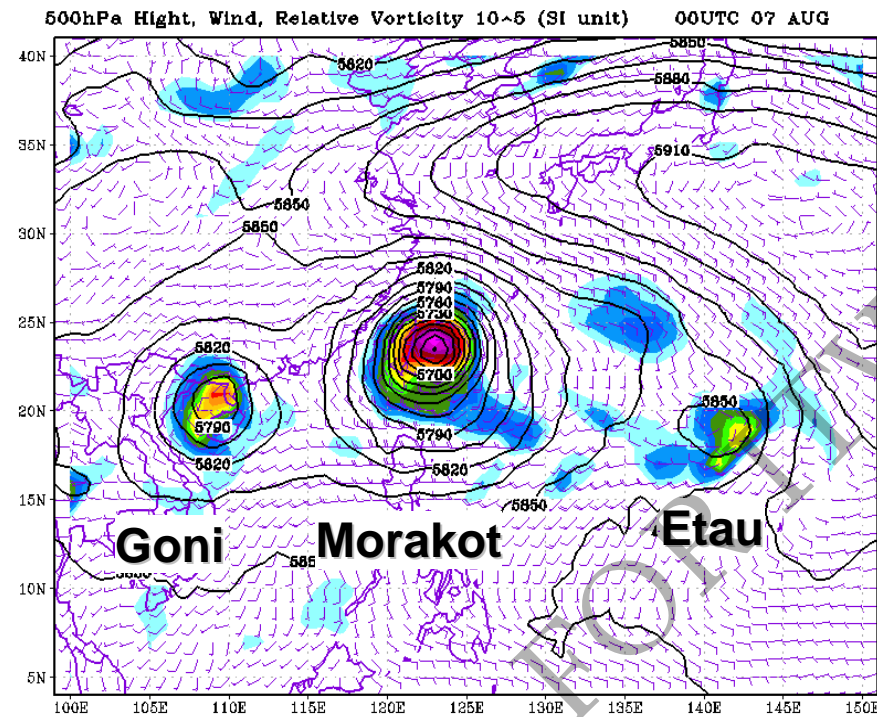 500hPa Hight, Wind, Relative Vorticity 10^5 (SI unit) 00UTC 07 AUG
40N
5820
5850
5880
35N
5910
5850
30N
5850
5820
5790
5760
5730
25N
5820
5700
5850
20N
5790
5790
5820
5820
15N
5850
Goni
Morakot
Etau
10N
5N
100E 105E 110E 115E 120E 125E 130E 135E 140E 145E 150E